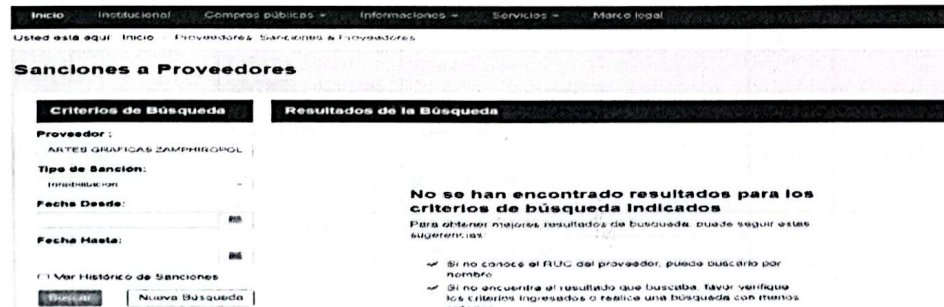 Inicio Institucional Compras públicas Informaciones Servicios Marco legal
Usted está aquí: Inicio Proveedores Sanciones a Proveedores
Sanciones a Proveedores
Criterios de Búsqueda
Proveedor :
ARTES GRAFICAS ZAMPHIROPOL
Tipo de Sanción:
Inhabilitación
Fecha Desde:
Fecha Hasta:
Ver Histórico de Sanciones
Buscar Nueva Búsqueda
Resultados de la Búsqueda
No se han encontrado resultados para los
criterios de búsqueda indicados
Para obtener mejores resultados de busqueda, puede seguir estas
sugerencias:
Si no conoce el RUC del proveedor, puede buscarlo por
nombre
Si no encuentra el resultado que buscaba, favor verifique
los criterios ingresados o realice una búsqueda con menos